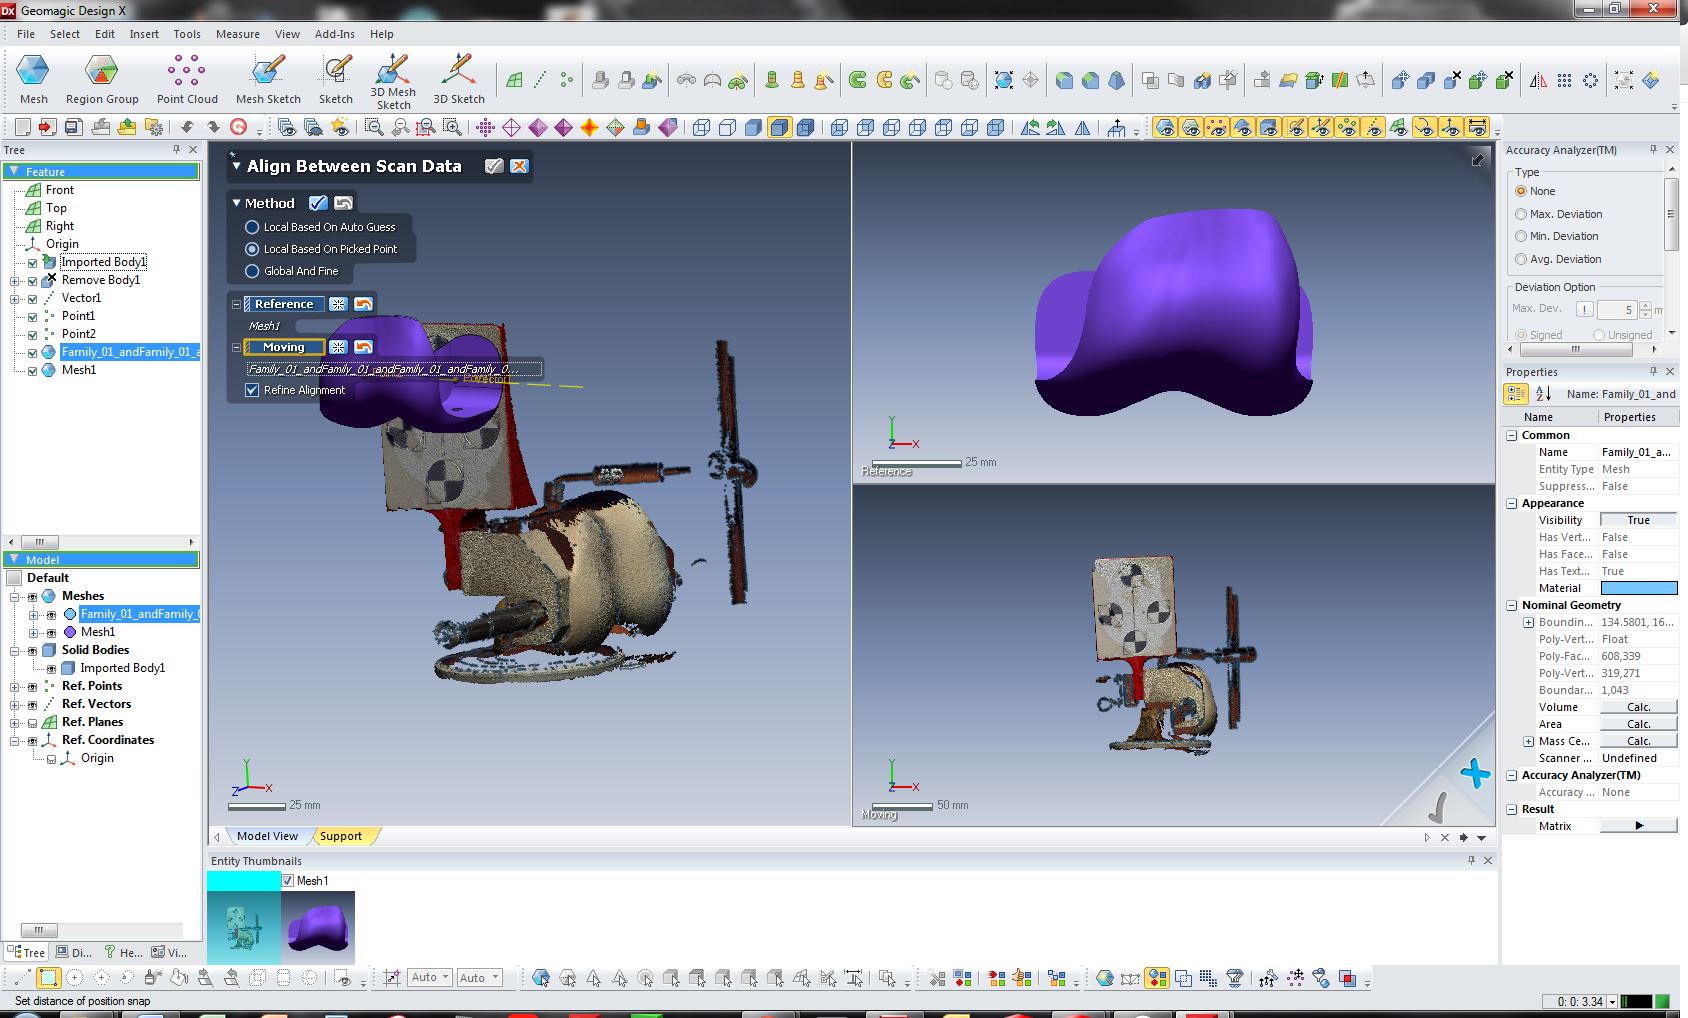 Geomagic Design X
File Select Edit Insert Tools Measure View Add-Ins Help
Mesh Region Group Point Cloud Mesh Sketch Sketch 3D Mesh Sketch 3D Sketch
Tree
Feature
Front
Top
Right
Origin
Imported Body1
Remove Body1
Vector1
Point1
Point2
Family_01_andFamily_01_a
Mesh1
Model
Default
Meshes
Family_01_andFamily_0
Mesh1
Solid Bodies
Imported Body1
Ref. Points
Ref. Vectors
Ref. Planes
Ref. Coordinates
Origin
Tree Di... He... Vi...
Align Between Scan Data
Method
Local Based On Auto Guess
Local Based On Picked Point
Global And Fine
Reference
Mesh1
Moving
Family_01_andFamily_01_andFamily_01_andFamily_0...
Refine Alignment
Y
Z X
25 mm
Y
Z X
25 mm
Reference
Y
Z X
50 mm
Moving
Model View Support
Entity Thumbnails
Mesh1
Accuracy Analyzer(TM)
Type
None
Max. Deviation
Min. Deviation
Avg. Deviation
Deviation Option
Max. Dev. ! 5 m
Signed Unsigned
Properties
Name: Family_01_and
Name Properties
Common
Name Family_01_a...
Entity Type Mesh
Suppress... False
Appearance
Visibility True
Has Vert... False
Has Face... False
Has Text... True
Material
Nominal Geometry
Boundin... 134.5801, 16...
Poly-Vert... Float
Poly-Fac... 608,339
Poly-Vert... 319,271
Boundar... 1,043
Volume Calc.
Area Calc.
Mass Ce... Calc.
Scanner ... Undefined
Accuracy Analyzer(TM)
Accuracy ... None
Result
Matrix
Auto Auto
Set distance of position snap
0: 0: 3.34